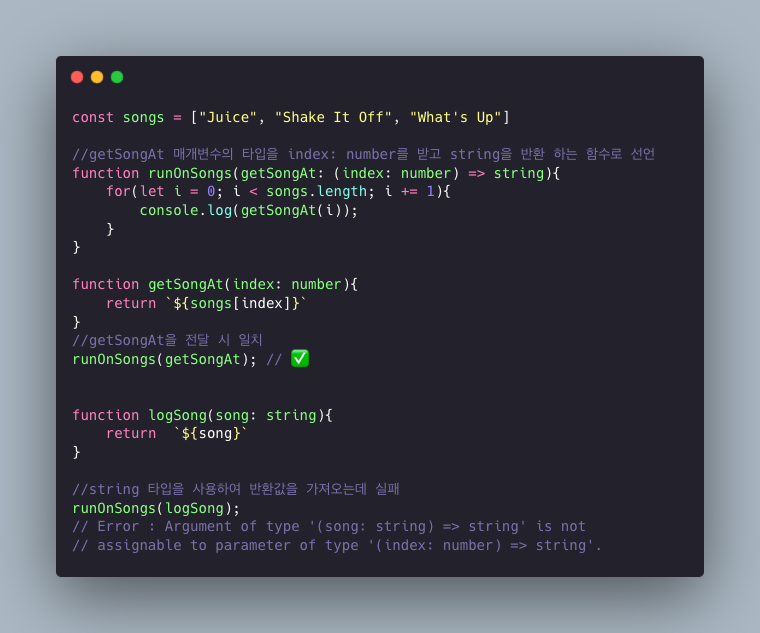 const songs = ["Juice", "Shake It Off", "What's Up"]
//getSongAt 매개변수의 타입을 index: number를 받고 string을 반환 하는 함수로 선언
function runOnSongs(getSongAt: (index: number) => string){
    for(let i = 0; i < songs.length; i += 1){
        console.log(getSongAt(i));
    }
}
function getSongAt(index: number){
    return `${songs[index]}`
}
//getSongAt을 전달 시 일치
runOnSongs(getSongAt); // ✅
function logSong(song: string){
    return  `${song}`
}
//string 타입을 사용하여 반환값을 가져오는데 실패
runOnSongs(logSong);
// Error : Argument of type '(song: string) => string' is not
// assignable to parameter of type '(index: number) => string'.